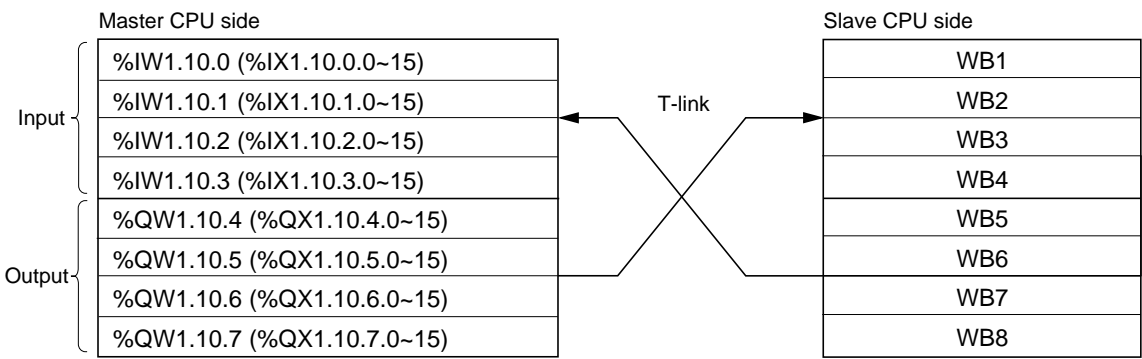 Master CPU side
Slave CPU side
%IW1.10.0 (%IX1.10.0.0~15)
WB1
%IW1.10.1 (%IX1.10.1.0~15)
WB2
Input
T-link
%IW1.10.2 (%IX1.10.2.0~15)
WB3
%IW1.10.3 (%IX1.10.3.0~15)
WB4
%QW1.10.4 (%QX1.10.4.0~15)
WB5
%QW1.10.5 (%QX1.10.5.0~15)
WB6
Output
%QW1.10.6 (%QX1.10.6.0~15)
WB7
%QW1.10.7 (%QX1.10.7.0~15)
WB8